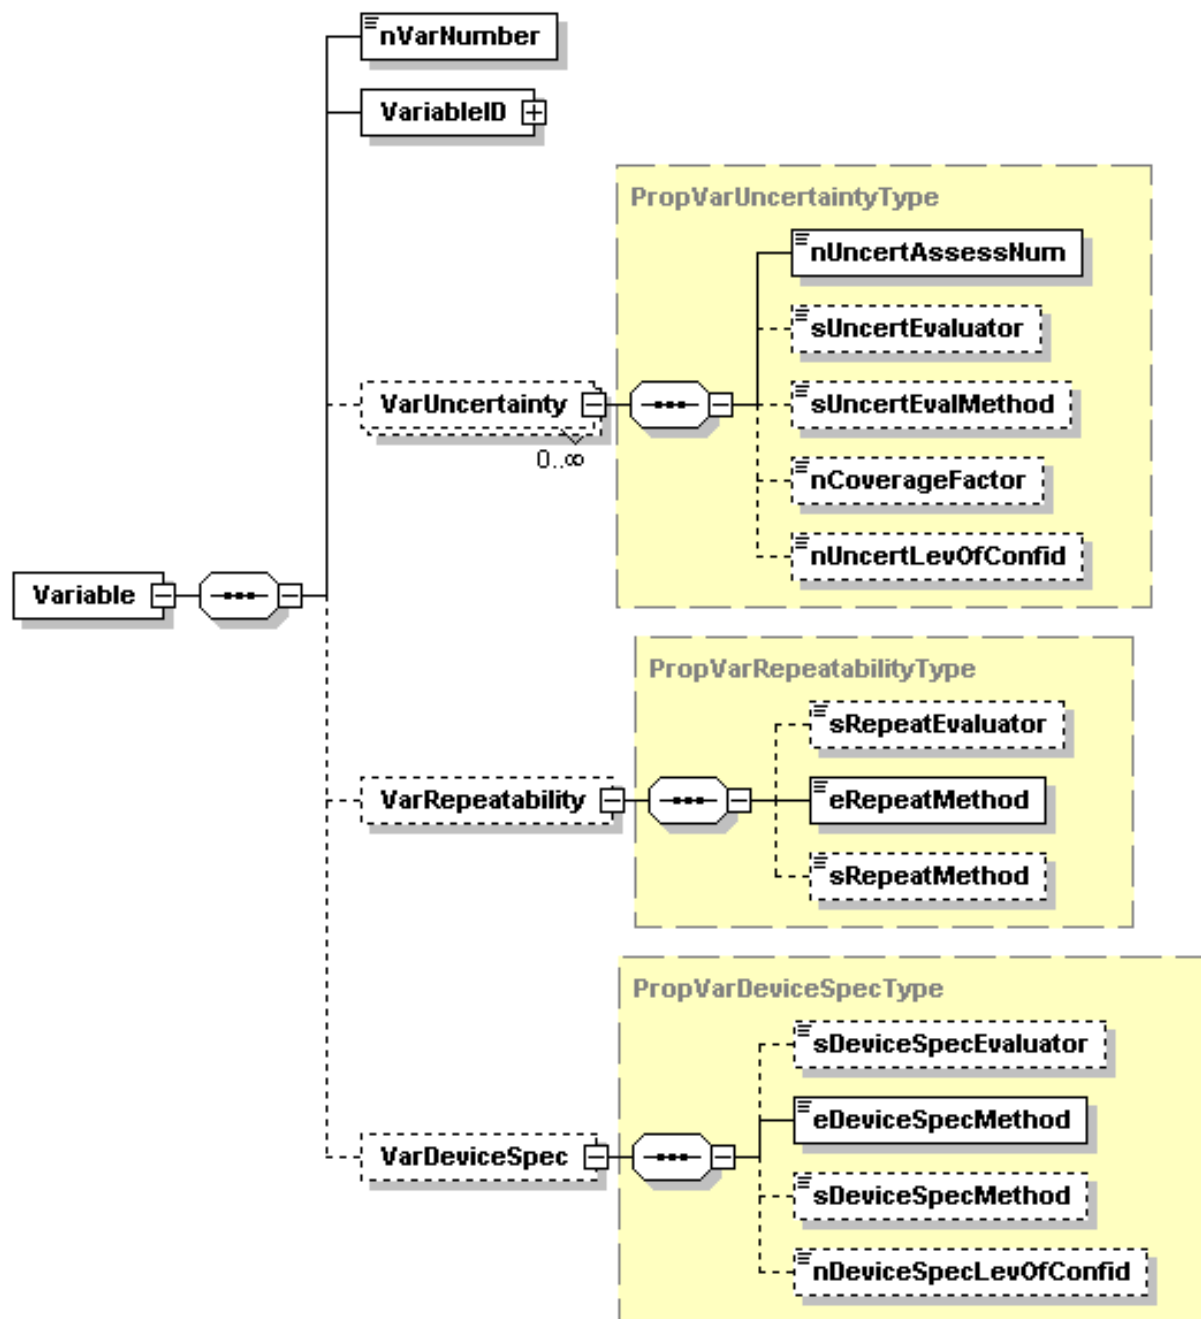 nVarNumber
VariableID
PropVarUncertaintyType
nUncertAssessNum
sUncertEvaluator
VarUncertainty
sUncertEvalMethod
0..∞
nCoverageFactor
nUncertLevOfConfid
Variable
PropVarRepeatabilityType
sRepeatEvaluator
VarRepeatability
eRepeatMethod
sRepeatMethod
PropVarDeviceSpecType
sDeviceSpecEvaluator
eDeviceSpecMethod
VarDeviceSpec
sDeviceSpecMethod
nDeviceSpecLevOfConfid